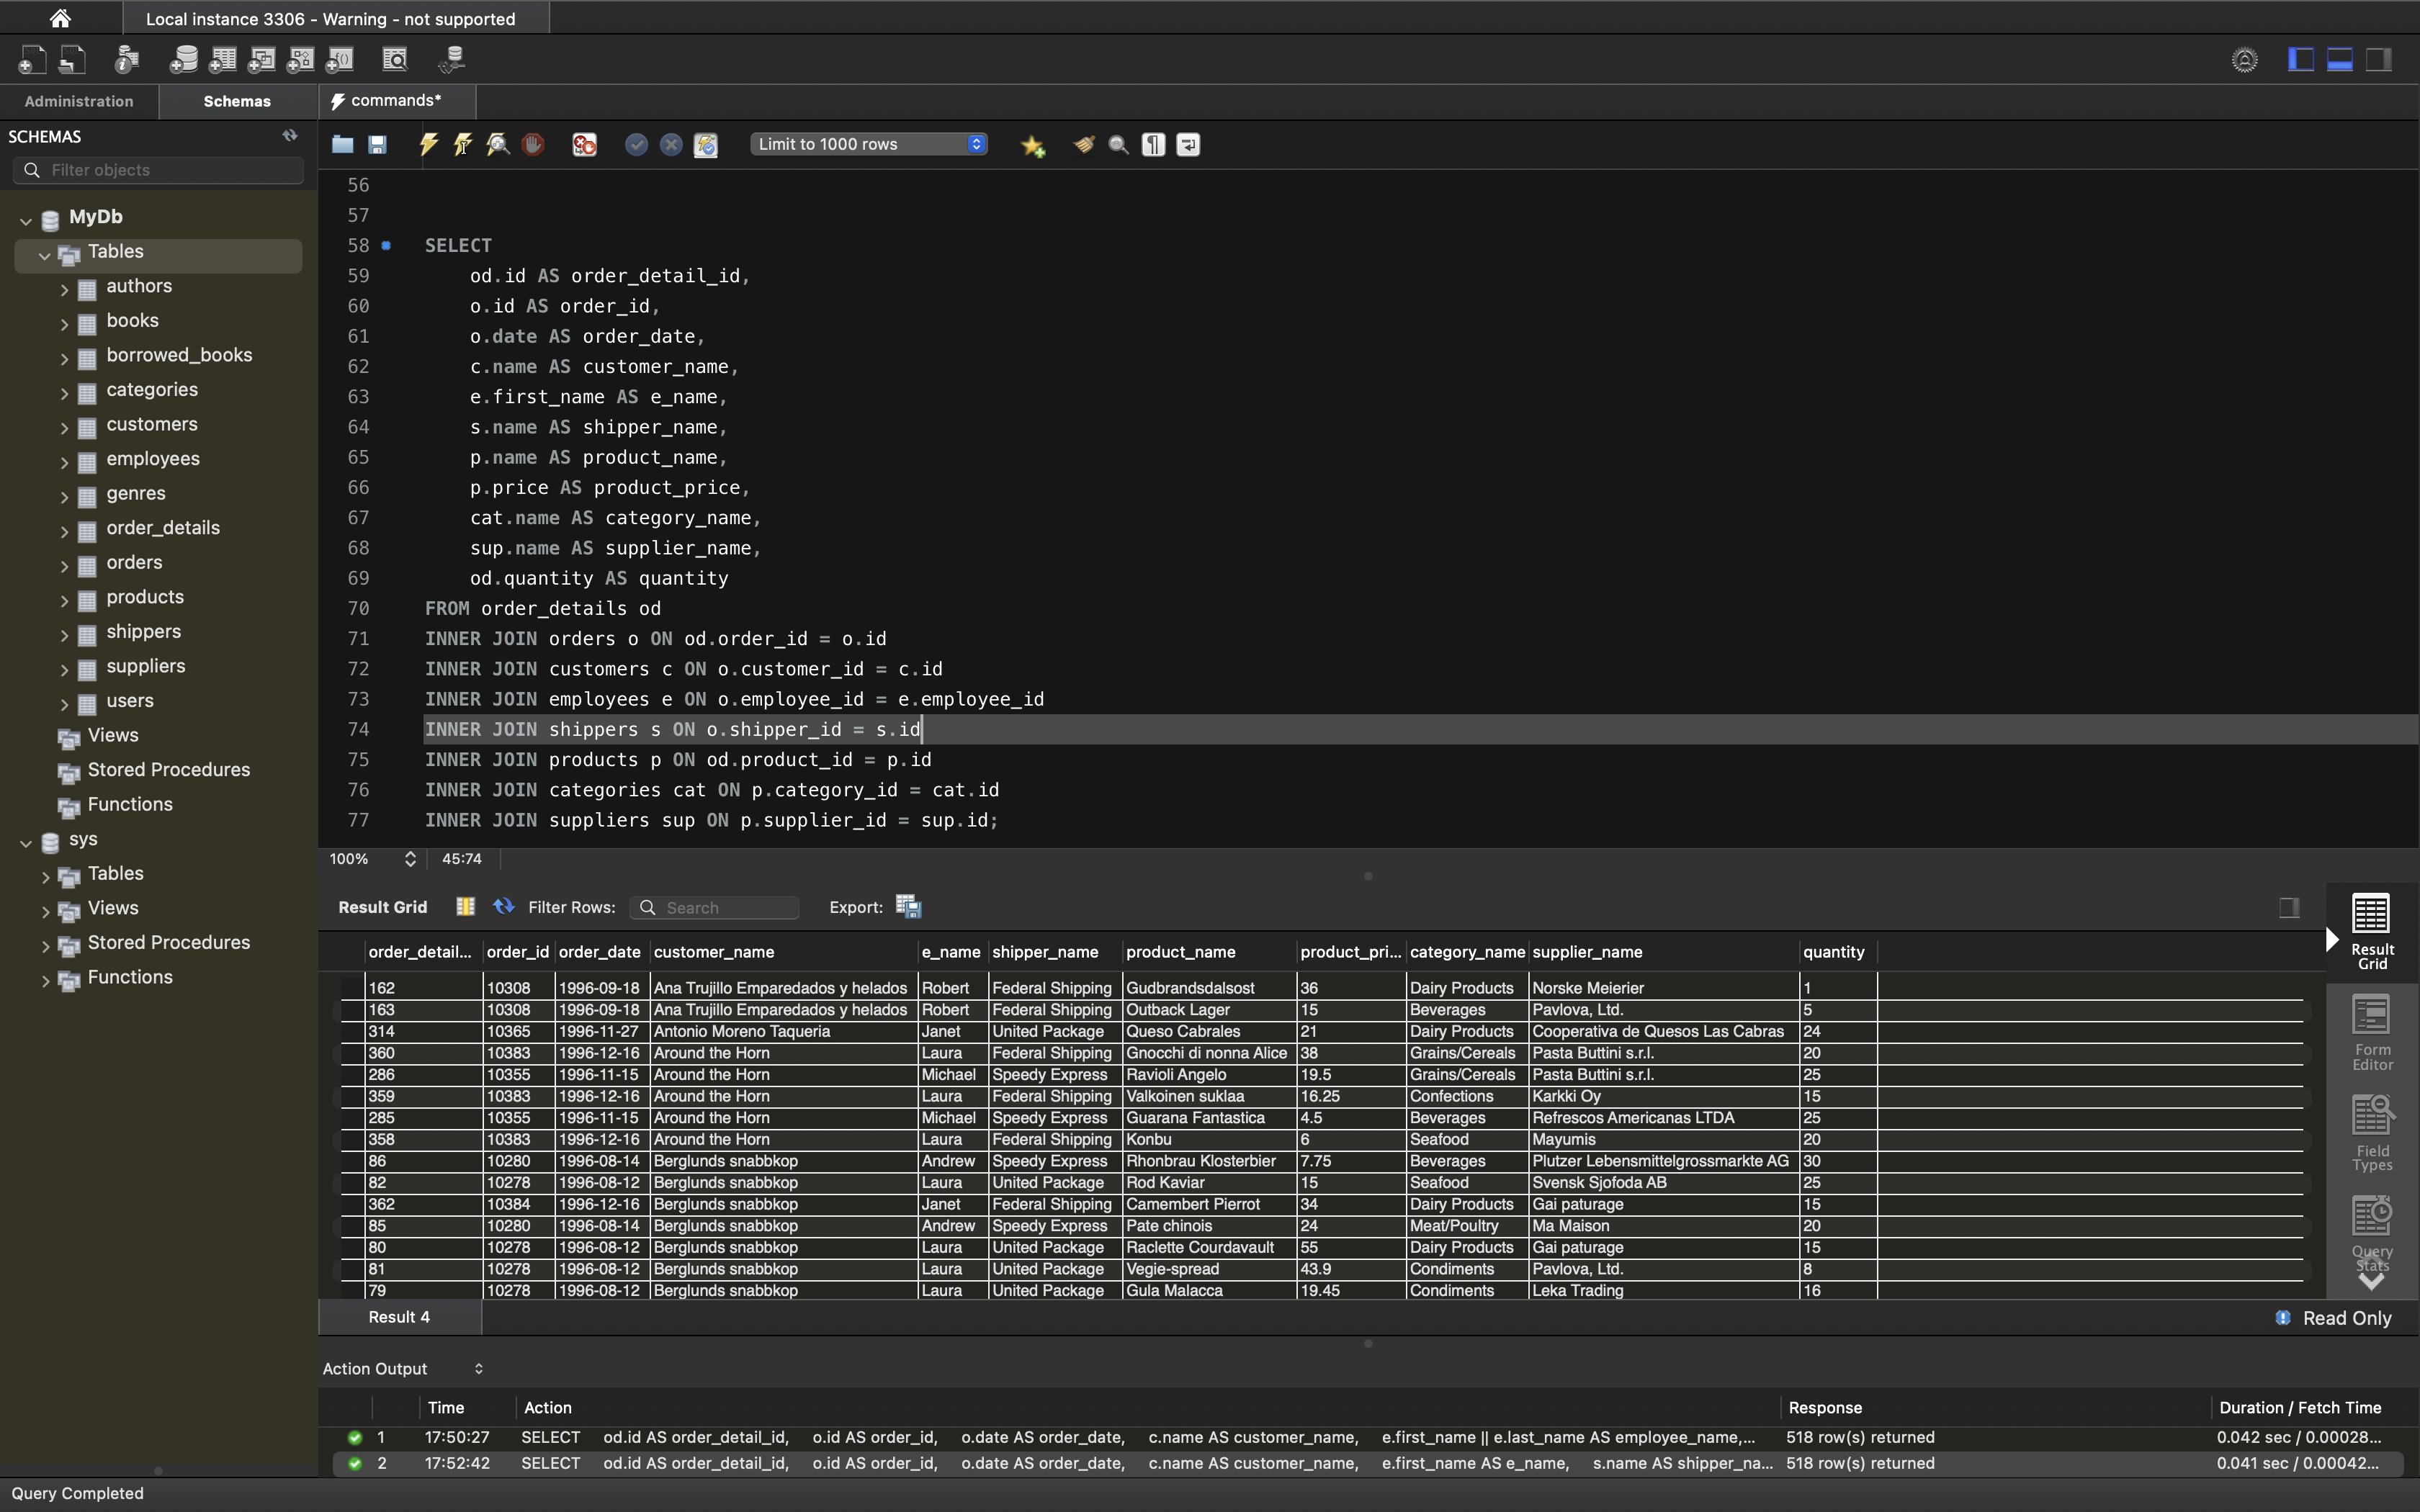 Local instance 3306 - Warning - not supported
Administration
Schemas
commands*
SCHEMAS
Filter objects
MyDb
Tables
authors
books
borrowed_books
categories
customers
employees
genres
order_details
orders
products
shippers
suppliers
users
Views
Stored Procedures
Functions
sys
Tables
Views
Stored Procedures
Functions
Limit to 1000 rows
56
57
58 SELECT
59 od.id AS order_detail_id,
60 o.id AS order_id,
61 o.date AS order_date,
62 c.name AS customer_name,
63 e.first_name AS e_name,
64 s.name AS shipper_name,
65 p.name AS product_name,
66 p.price AS product_price,
67 cat.name AS category_name,
68 sup.name AS supplier_name,
69 od.quantity AS quantity
70 FROM order_details od
71 INNER JOIN orders o ON od.order_id = o.id
72 INNER JOIN customers c ON o.customer_id = c.id
73 INNER JOIN employees e ON o.employee_id = e.employee_id
74 INNER JOIN shippers s ON o.shipper_id = s.id
75 INNER JOIN products p ON od.product_id = p.id
76 INNER JOIN categories cat ON p.category_id = cat.id
77 INNER JOIN suppliers sup ON p.supplier_id = sup.id;
100% 45:74
Result Grid Filter Rows: Search Export:
order_detail... order_id order_date customer_name e_name shipper_name product_name product_pri... category_name supplier_name quantity
162 10308 1996-09-18 Ana Trujillo Emparedados y helados Robert Federal Shipping Gudbrandsdalsost 36 Dairy Products Norske Meierier 1
163 10308 1996-09-18 Ana Trujillo Emparedados y helados Robert Federal Shipping Outback Lager 15 Beverages Pavlova, Ltd. 5
314 10365 1996-11-27 Antonio Moreno Taqueria Janet United Package Queso Cabrales 21 Dairy Products Cooperativa de Quesos Las Cabras 24
360 10383 1996-12-16 Around the Horn Laura Federal Shipping Gnocchi di nonna Alice 38 Grains/Cereals Pasta Buttini s.r.l. 20
286 10355 1996-11-15 Around the Horn Michael Speedy Express Ravioli Angelo 19.5 Grains/Cereals Pasta Buttini s.r.l. 25
359 10383 1996-12-16 Around the Horn Laura Federal Shipping Valkoinen suklaa 16.25 Confections Karkki Oy 15
285 10355 1996-11-15 Around the Horn Michael Speedy Express Guarana Fantastica 4.5 Beverages Refrescos Americanas LTDA 25
358 10383 1996-12-16 Around the Horn Laura Federal Shipping Konbu 6 Seafood Mayumis 20
86 10280 1996-08-14 Berglunds snabbkop Andrew Speedy Express Rhonbrau Klosterbier 7.75 Beverages Plutzer Lebensmittelgrossmarkte AG 30
82 10278 1996-08-12 Berglunds snabbkop Laura United Package Rod Kaviar 15 Seafood Svensk Sjofoda AB 25
362 10384 1996-12-16 Berglunds snabbkop Janet Federal Shipping Camembert Pierrot 34 Dairy Products Gai paturage 15
85 10280 1996-08-14 Berglunds snabbkop Andrew Speedy Express Pate chinois 24 Meat/Poultry Ma Maison 20
80 10278 1996-08-12 Berglunds snabbkop Laura United Package Raclette Courdavault 55 Dairy Products Gai paturage 15
81 10278 1996-08-12 Berglunds snabbkop Laura United Package Vegie-spread 43.9 Condiments Pavlova, Ltd. 8
79 10278 1996-08-12 Berglunds snabbkop Laura United Package Gula Malacca 19.45 Condiments Leka Trading 16
Result
Grid
Form
Editor
Field
Types
Query
Stats
Result 4
Read Only
Action Output
Time Action Response Duration / Fetch Time
1 17:50:27 SELECT od.id AS order_detail_id, o.id AS order_id, o.date AS order_date, c.name AS customer_name, e.first_name || e.last_name AS employee_name,... 518 row(s) returned 0.042 sec / 0.00028...
2 17:52:42 SELECT od.id AS order_detail_id, o.id AS order_id, o.date AS order_date, c.name AS customer_name, e.first_name AS e_name, s.name AS shipper_na... 518 row(s) returned 0.041 sec / 0.00042...
Query Completed